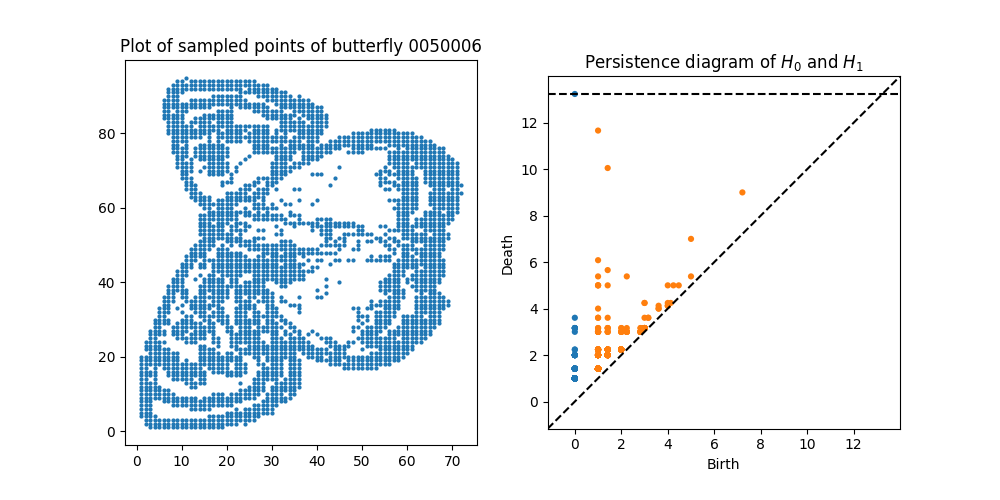 Plot of sampled points of butterfly 0050006
80
60
40
20
0
0 10 20 30 40 50 60 70
Persistence diagram of $H_0$ and $H_1$
Death
12
10
8
6
4
2
0
0 2 4 6 8 10 12
Birth